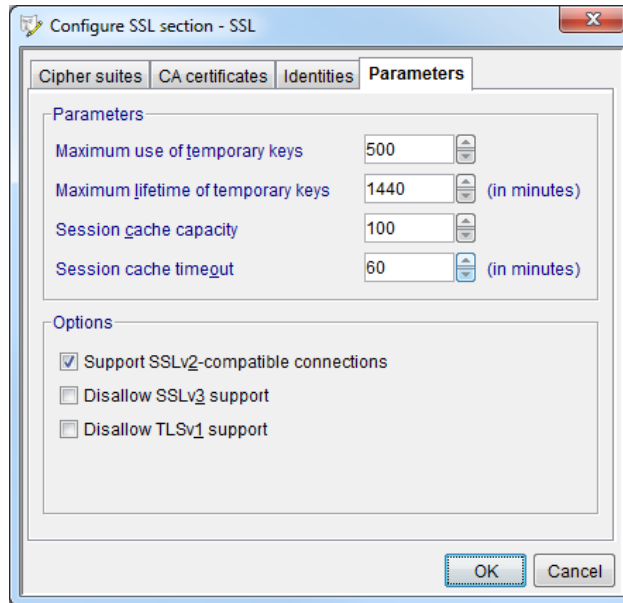 Configure SSL section - SSL
x
Cipher suites CA certificates Identities Parameters
Parameters
Maximum use of temporary keys 500
Maximum lifetime of temporary keys 1440 (in minutes)
Session cache capacity 100
Session cache timeout 60 (in minutes)
Options
Support SSLv2-compatible connections
Disallow SSLv3 support
Disallow TLSv1 support
OK Cancel